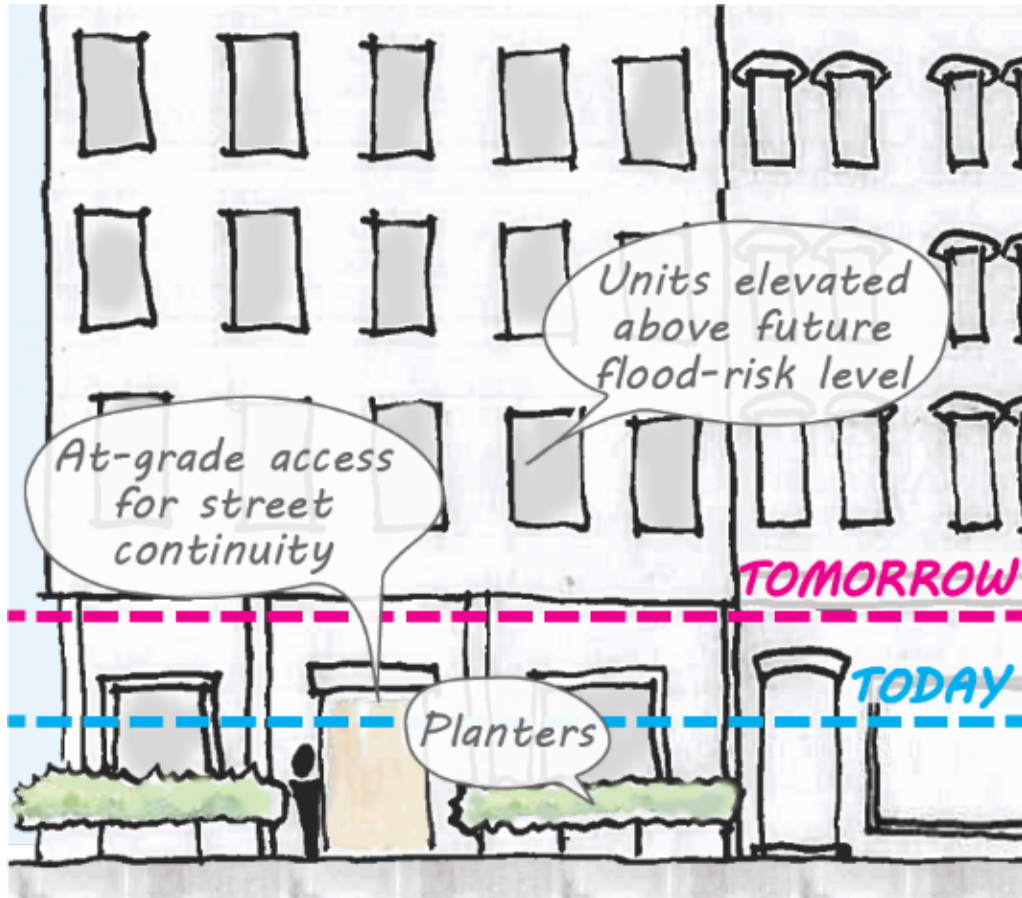 Units elevated
above future
flood-risk level
At-grade access
for street
continuity
TOMORROW
TODAY
Planters